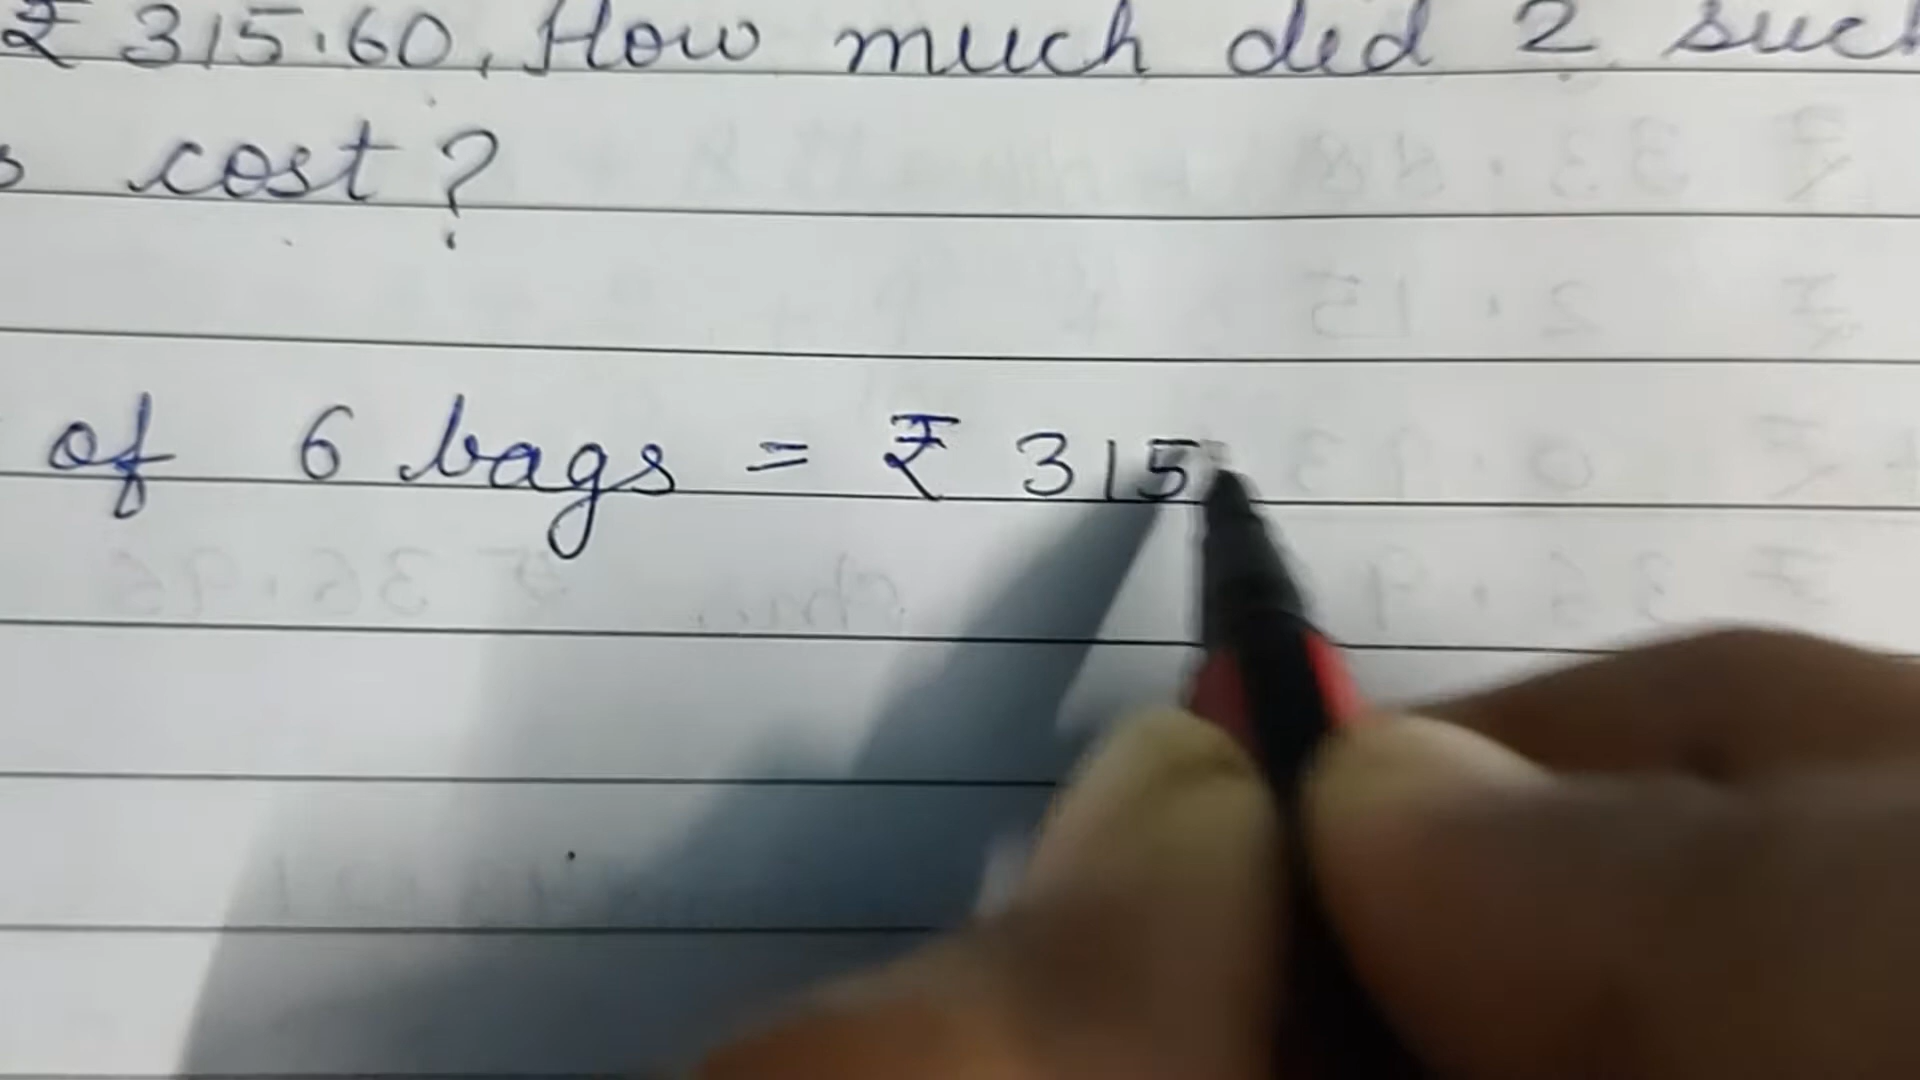 ₹ 315.60. How much did 2 such
s cost?
of 6 bags = ₹ 315